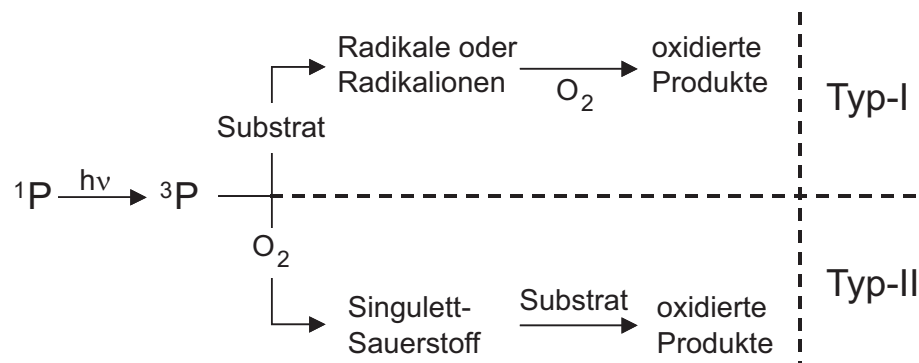 Radikale oder
Radikalionen
O₂
oxidierte
Produkte
Typ-I
Substrat
¹P
hν
³P
O₂
Singulett-
Sauerstoff
Substrat
oxidierte
Produkte
Typ-II